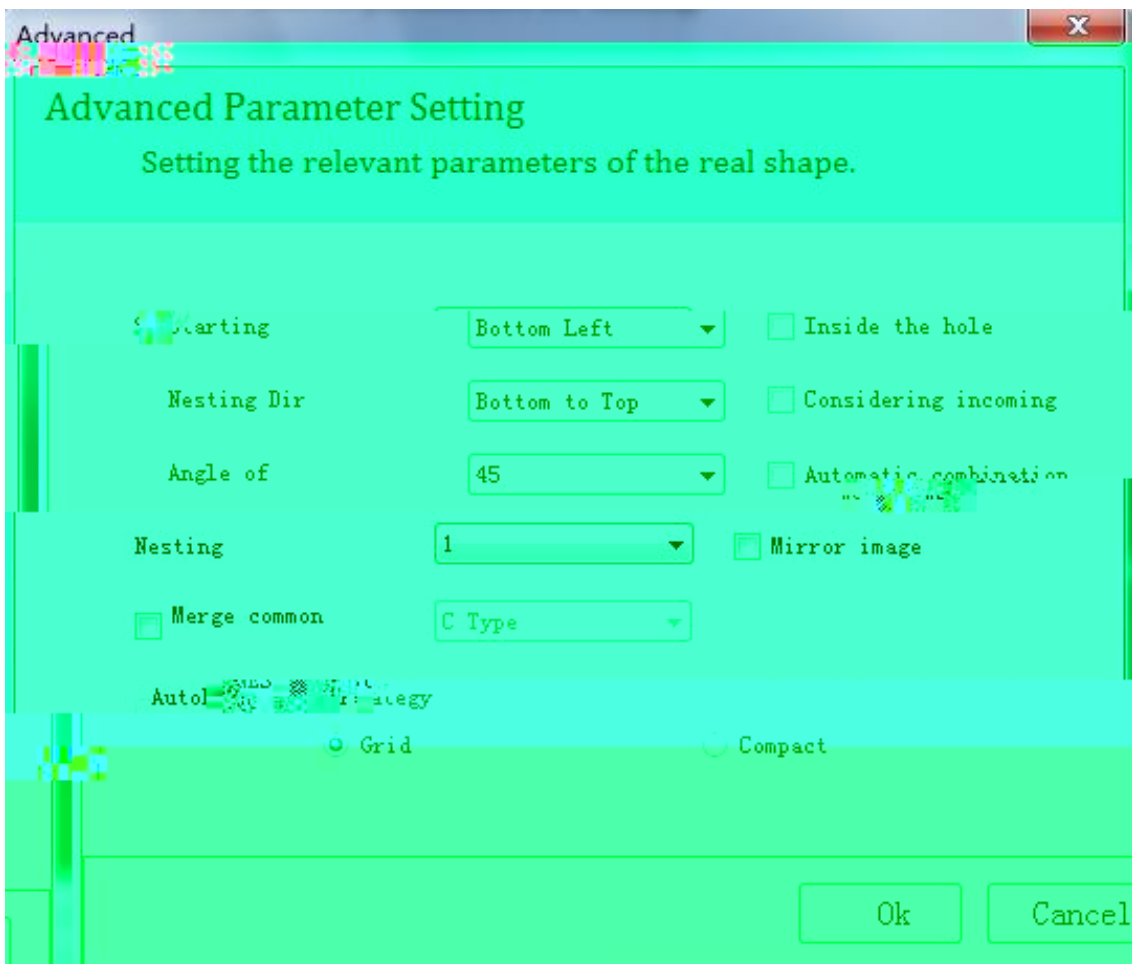 Advanced
Advanced Parameter Setting
Setting the relevant parameters of the real shape.
Bottom Left Inside the hole
Nesting Dir Bottom to Top Considering incoming
Angle of 45 Automatic combination
Nesting 1 Mirror image
Merge common C Type
Grid Compact
Ok Cancel